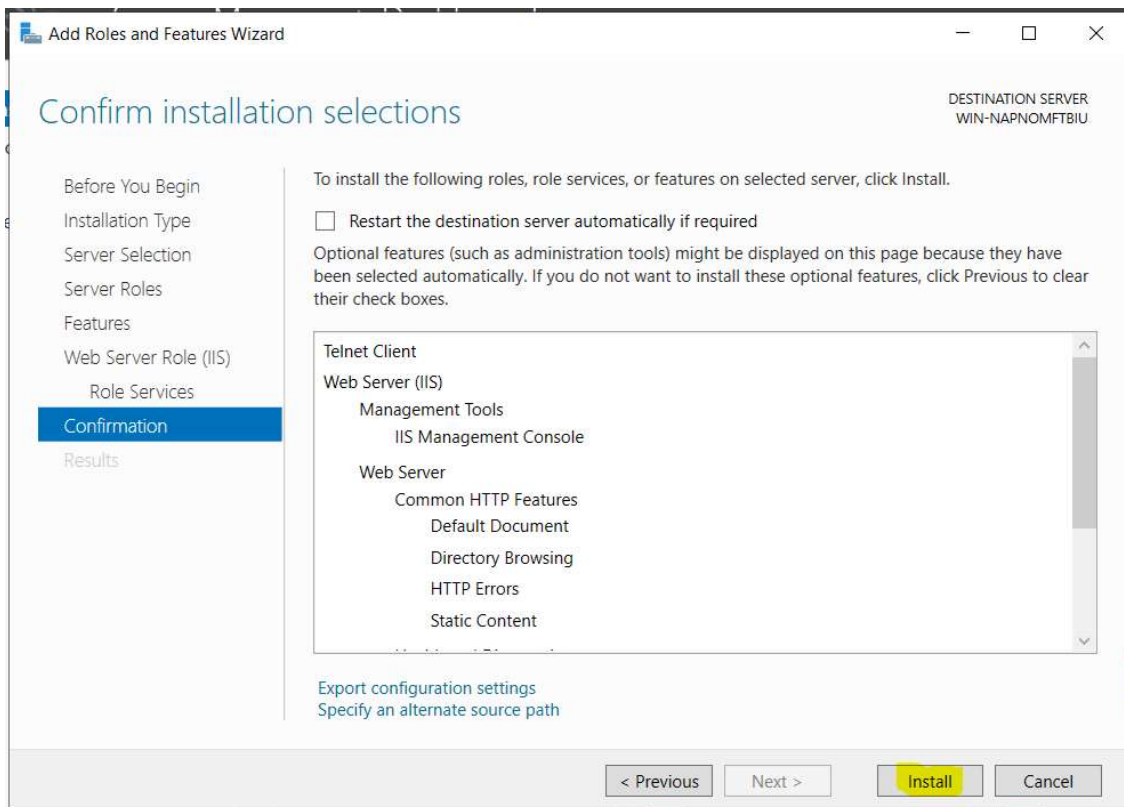 Add Roles and Features Wizard
Confirm installation selections
DESTINATION SERVER
WIN-NAPNOMFTBIU
Before You Begin
Installation Type
Server Selection
Server Roles
Features
Web Server Role (IIS)
Role Services
Confirmation
Results
To install the following roles, role services, or features on selected server, click Install.
Restart the destination server automatically if required
Optional features (such as administration tools) might be displayed on this page because they have
been selected automatically. If you do not want to install these optional features, click Previous to clear
their check boxes.
Telnet Client
Web Server (IIS)
Management Tools
IIS Management Console
Web Server
Common HTTP Features
Default Document
Directory Browsing
HTTP Errors
Static Content
Export configuration settings
Specify an alternate source path
< Previous
Next >
Install
Cancel